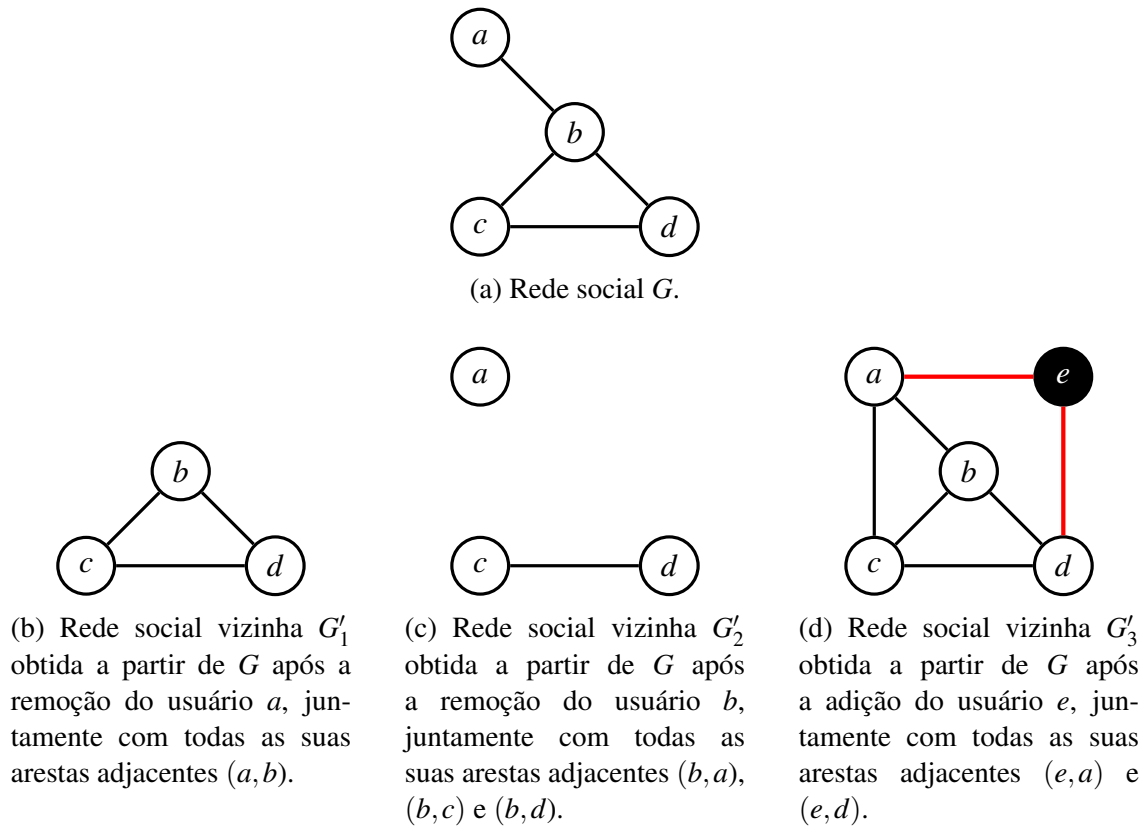 a
b
c d
(a) Rede social G.
a
a e
b
b
c d
c d
c d
(b) Rede social vizinha G′₁
obtida a partir de G após a
remoção do usuário a, jun-
tamente com todas as suas
arestas adjacentes (a,b).
(c) Rede social vizinha G′₂
obtida a partir de G após
a remoção do usuário b,
juntamente com todas as
suas arestas adjacentes (b,a),
(b,c) e (b,d).
(d) Rede social vizinha G′₃
obtida a partir de G após
a adição do usuário e, jun-
tamente com todas as suas
arestas adjacentes (e,a) e
(e,d).